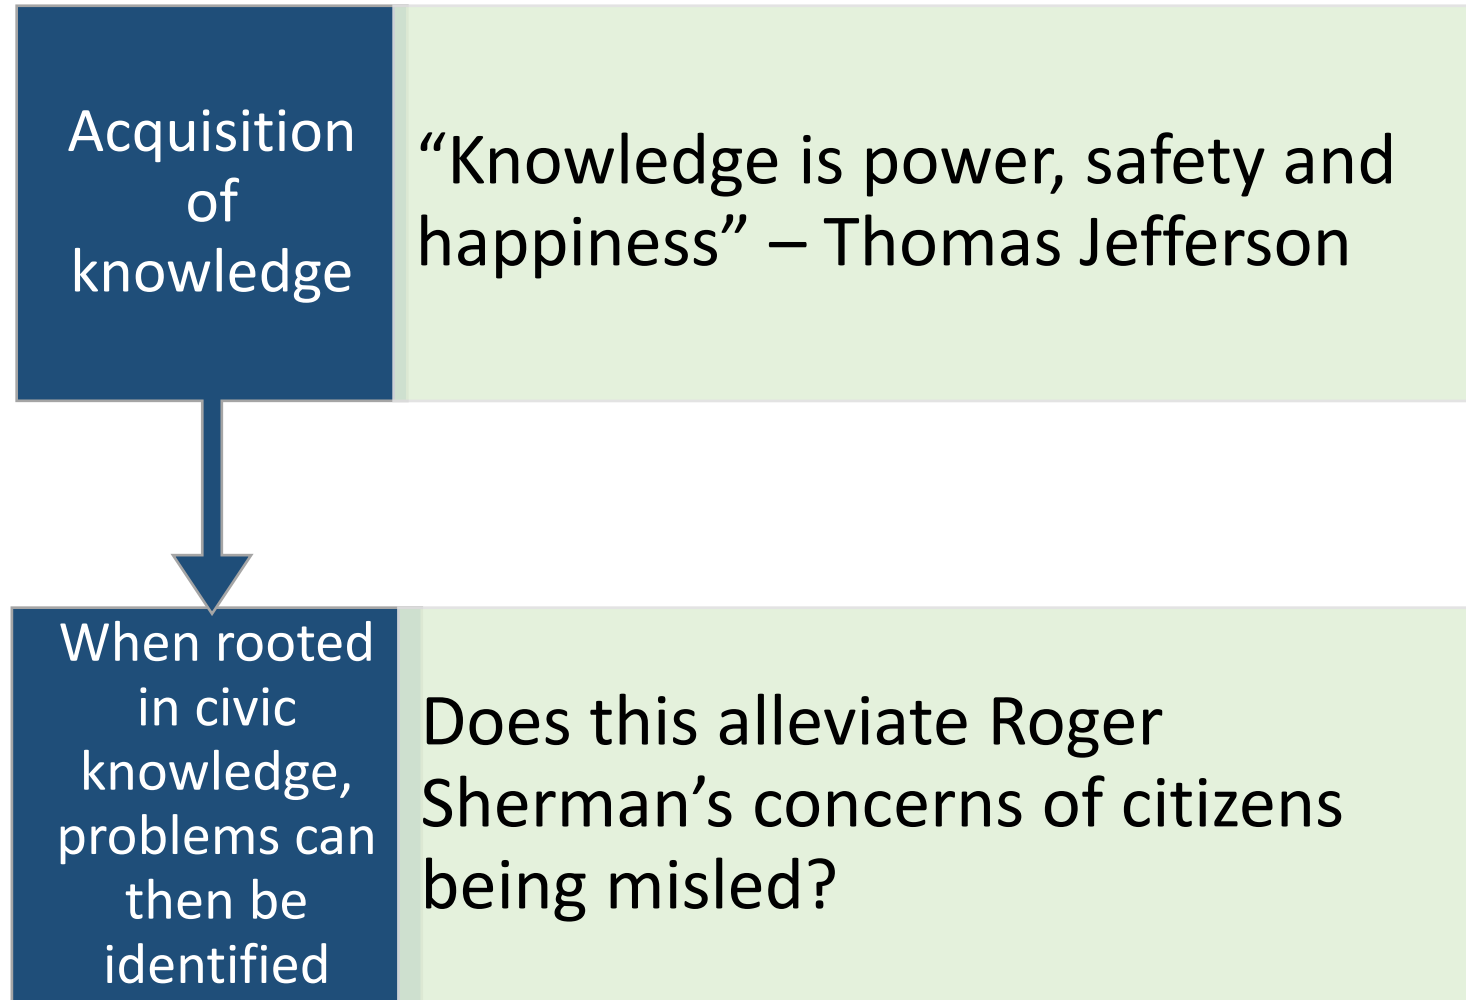 Acquisition
of
knowledge
“Knowledge is power, safety and
happiness” – Thomas Jefferson
When rooted
in civic
knowledge,
problems can
then be
identified
Does this alleviate Roger
Sherman’s concerns of citizens
being misled?